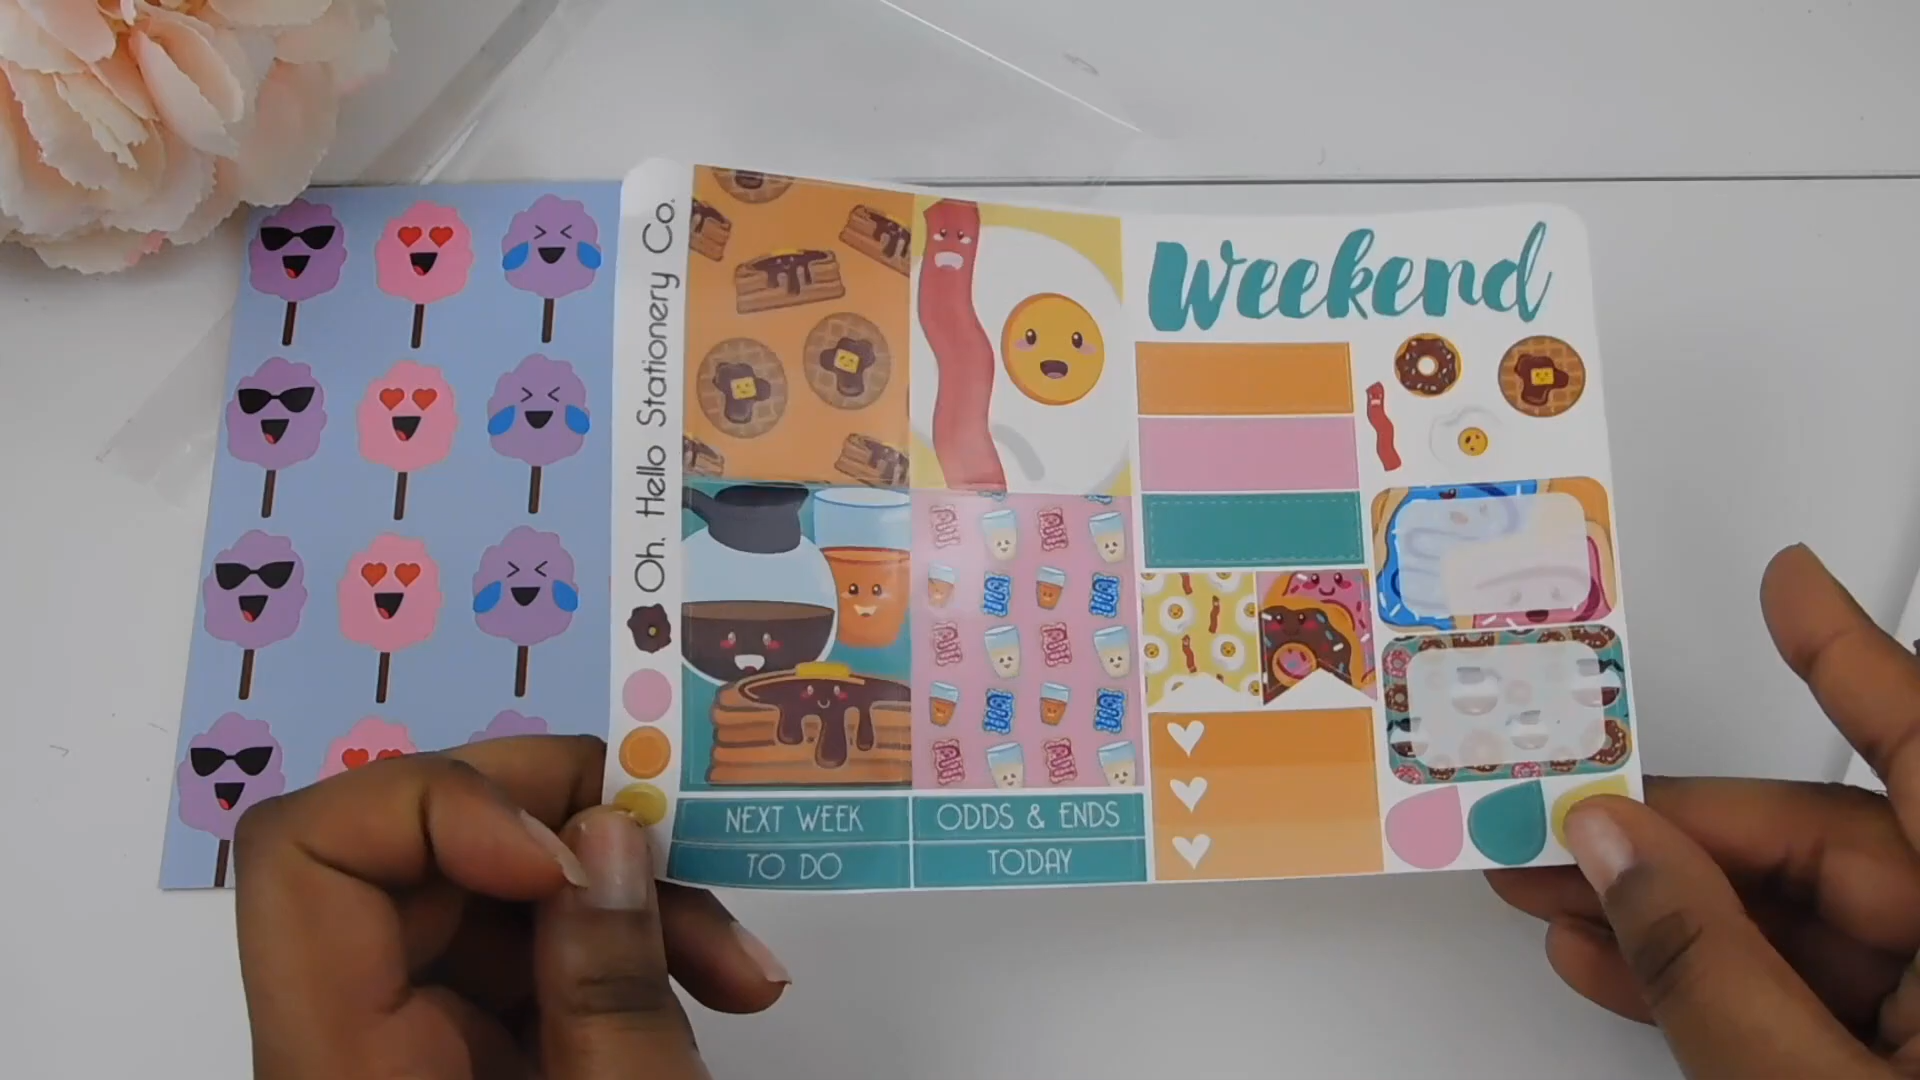 Oh, Hello Stationery Co.
Weekend
NEXT WEEK
ODDS & ENDS
TO DO
TODAY